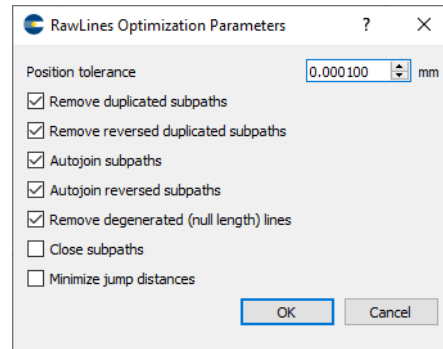 RawLines Optimization Parameters ?
Position tolerance 0.000100 mm
Remove duplicated subpaths
Remove reversed duplicated subpaths
Autojoin subpaths
Autojoin reversed subpaths
Remove degenerated (null length) lines
Close subpaths
Minimize jump distances
OK Cancel